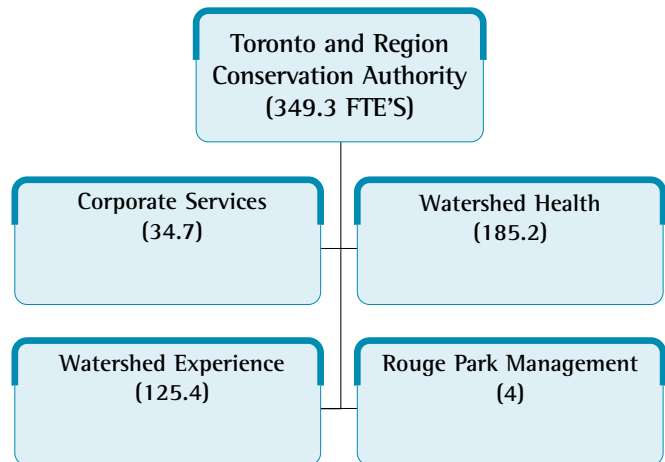 Toronto and Region
Conservation Authority
(349.3 FTE'S)
Corporate Services
(34.7)
Watershed Health
(185.2)
Watershed Experience
(125.4)
Rouge Park Management
(4)